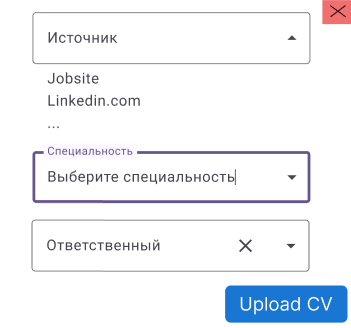 Источник
Jobsite
Linkedin.com
...
Специальность
Выберите специальность
Ответственный
Upload CV